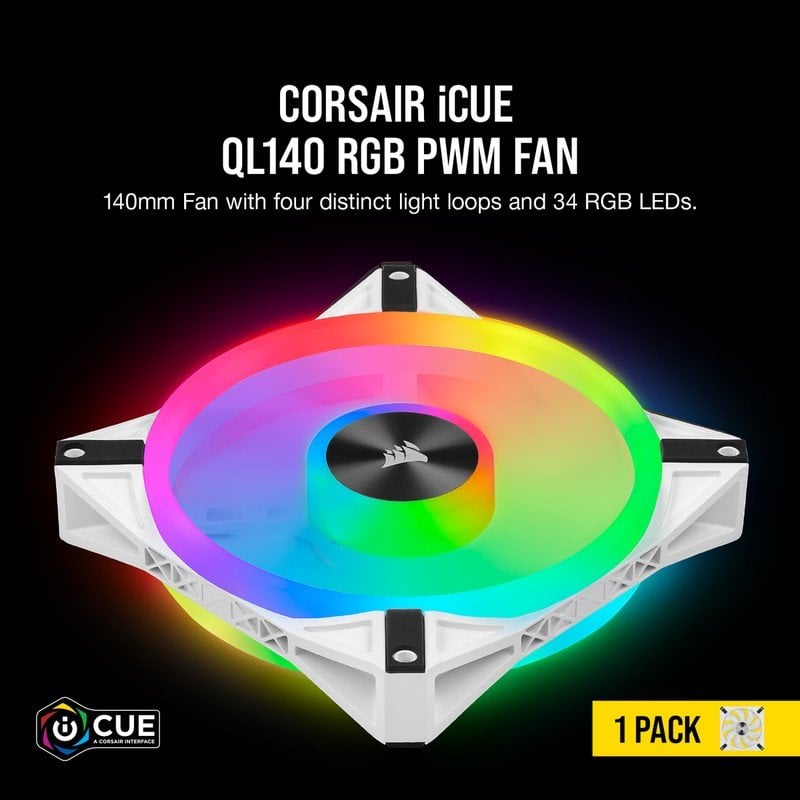 CORSAIR iCUE
QL140 RGB PWM FAN
140mm Fan with four distinct light loops and 34 RGB LEDs.
iCUE
A CORSAIR INTERFACE
1 PACK